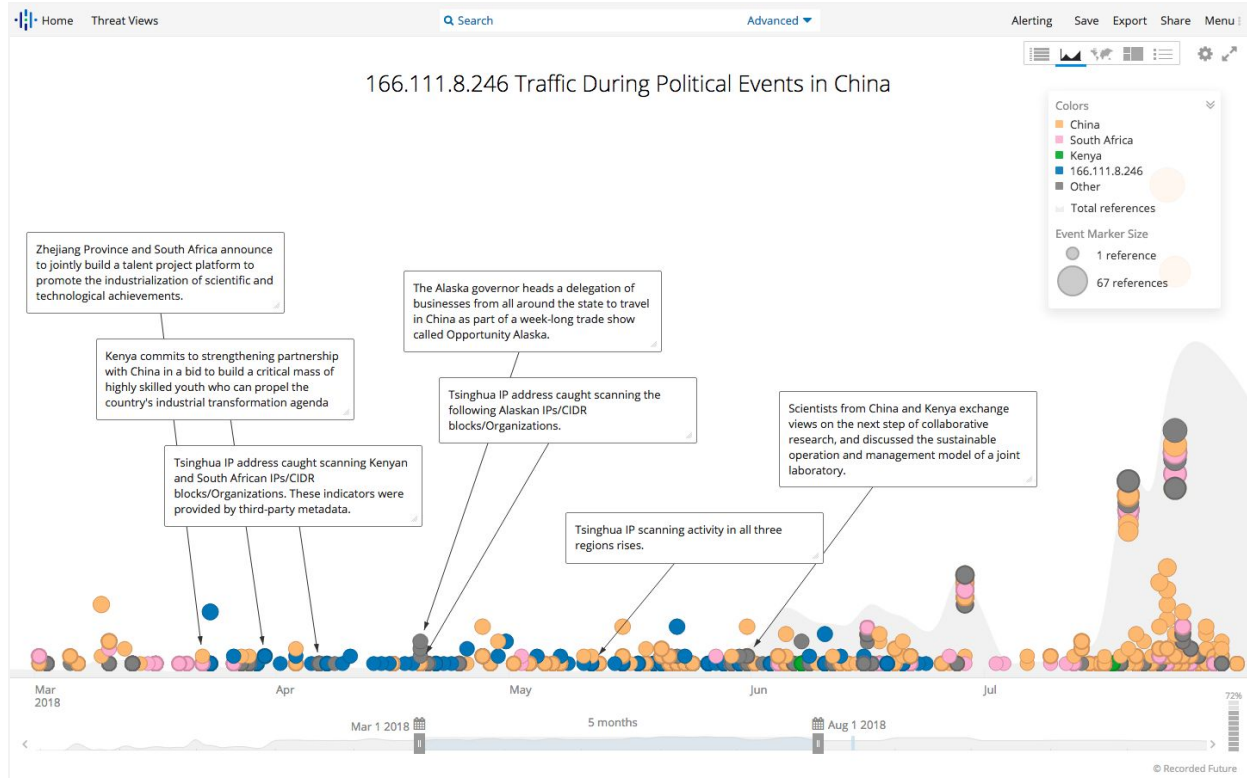 Home Threat Views Search Advanced Alerting Save Export Share Menu
166.111.8.246 Traffic During Political Events in China
Colors
China
South Africa
Kenya
166.111.8.246
Other
Total references
Event Marker Size
1 reference
67 references
Zhejiang Province and South Africa announce
to jointly build a talent project platform to
promote the industrialization of scientific and
technological achievements.
Kenya commits to strengthening partnership
with China in a bid to build a critical mass of
highly skilled youth who can propel the
country's industrial transformation agenda
Tsinghua IP address caught scanning Kenyan
and South African IPs/CIDR
blocks/Organizations. These indicators were
provided by third-party metadata.
The Alaska governor heads a delegation of
businesses from all around the state to travel
in China as part of a week-long trade show
called Opportunity Alaska.
Tsinghua IP address caught scanning the
following Alaskan IPs/CIDR
blocks/Organizations.
Tsinghua IP scanning activity in all three
regions rises.
Scientists from China and Kenya exchange
views on the next step of collaborative
research, and discussed the sustainable
operation and management model of a joint
laboratory.
Mar Apr May Jun Jul
2018
72%
Mar 1 2018 5 months Aug 1 2018
© Recorded Future